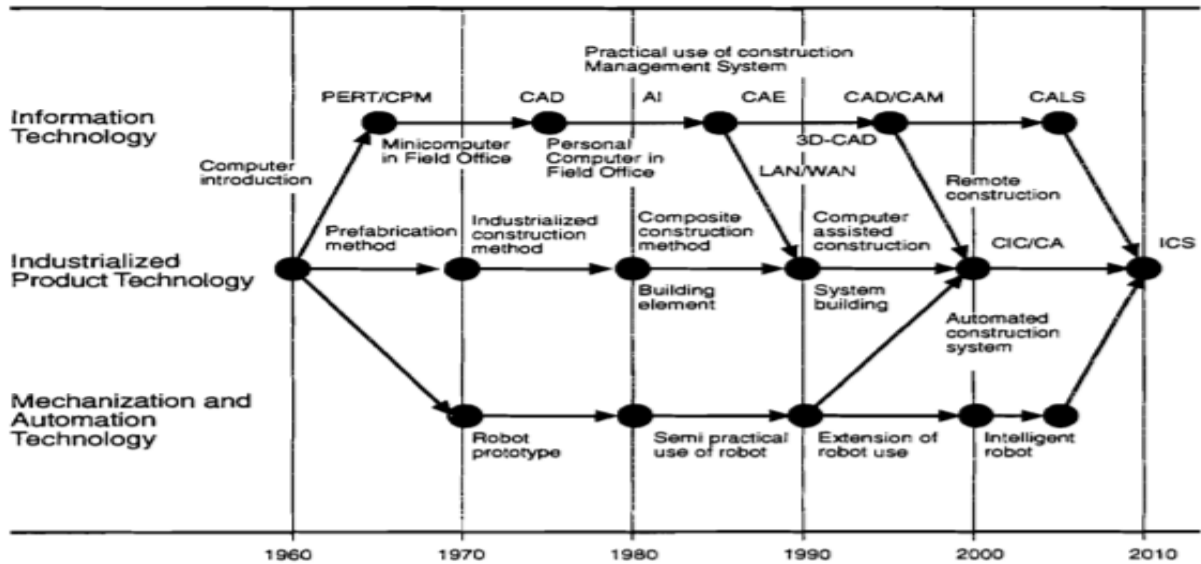 Practical use of construction
Management System
PERT/CPM
CAD
AI
CAE
CAD/CAM
CALS
Information
Technology
Minicomputer
in Field Office
Personal
Computer in
Field Office
3D-CAD
LAN/WAN
Computer
introduction
Remote
construction
Prefabrication
method
Industrialized
construction
method
Composite
construction
method
Computer
assisted
construction
CIC/CA
ICS
Industrialized
Product Technology
Building
element
System
building
Automated
construction
system
Mechanization and
Automation
Technology
Robot
prototype
Semi practical
use of robot
Extension of
robot use
Intelligent
robot
1960
1970
1980
1990
2000
2010